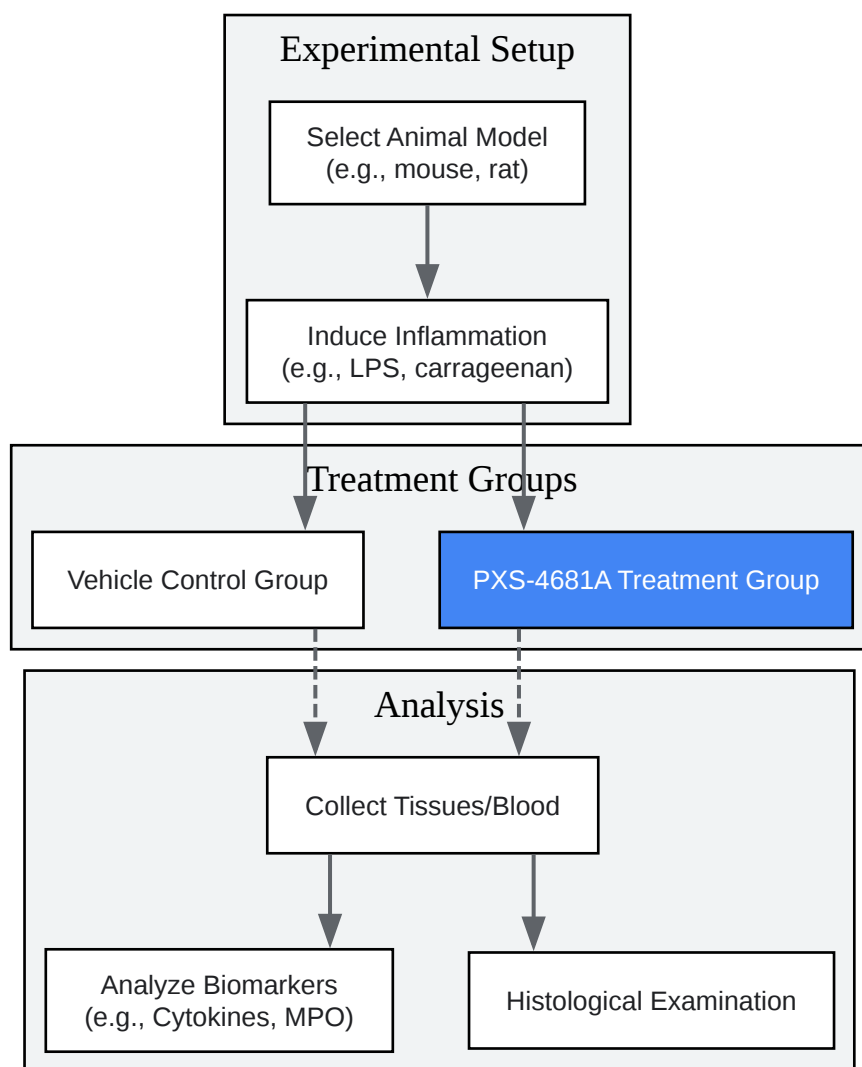 Experimental Setup
Select Animal Model
(e.g., mouse, rat)
Induce Inflammation
(e.g., LPS, carrageenan)
Treatment Groups
Vehicle Control Group
PXS-4681A Treatment Group
Analysis
Collect Tissues/Blood
Analyze Biomarkers
(e.g., Cytokines, MPO)
Histological Examination